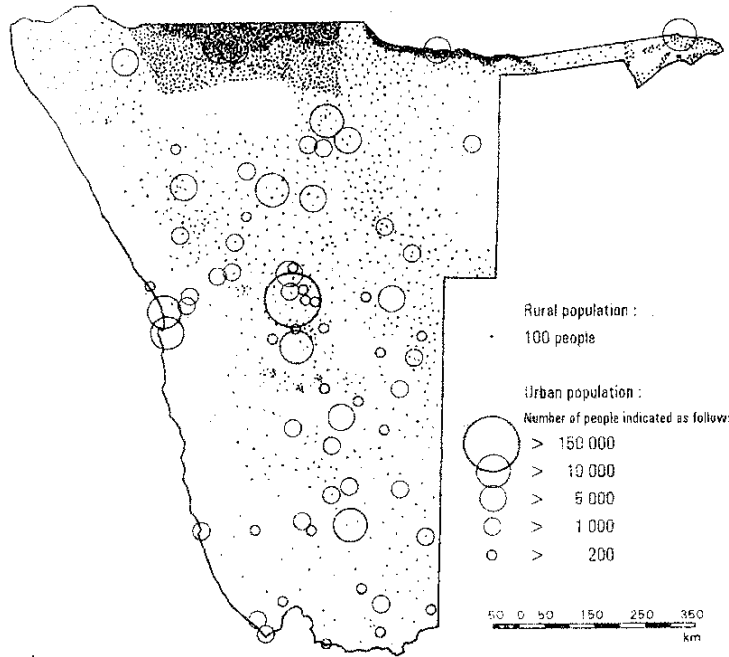 Rural population :
100 people
Urban population :
Number of people indicated as follow:
> 150 000
> 10 000
> 5 000
> 1 000
> 200
50 0 50 150 250 350
km